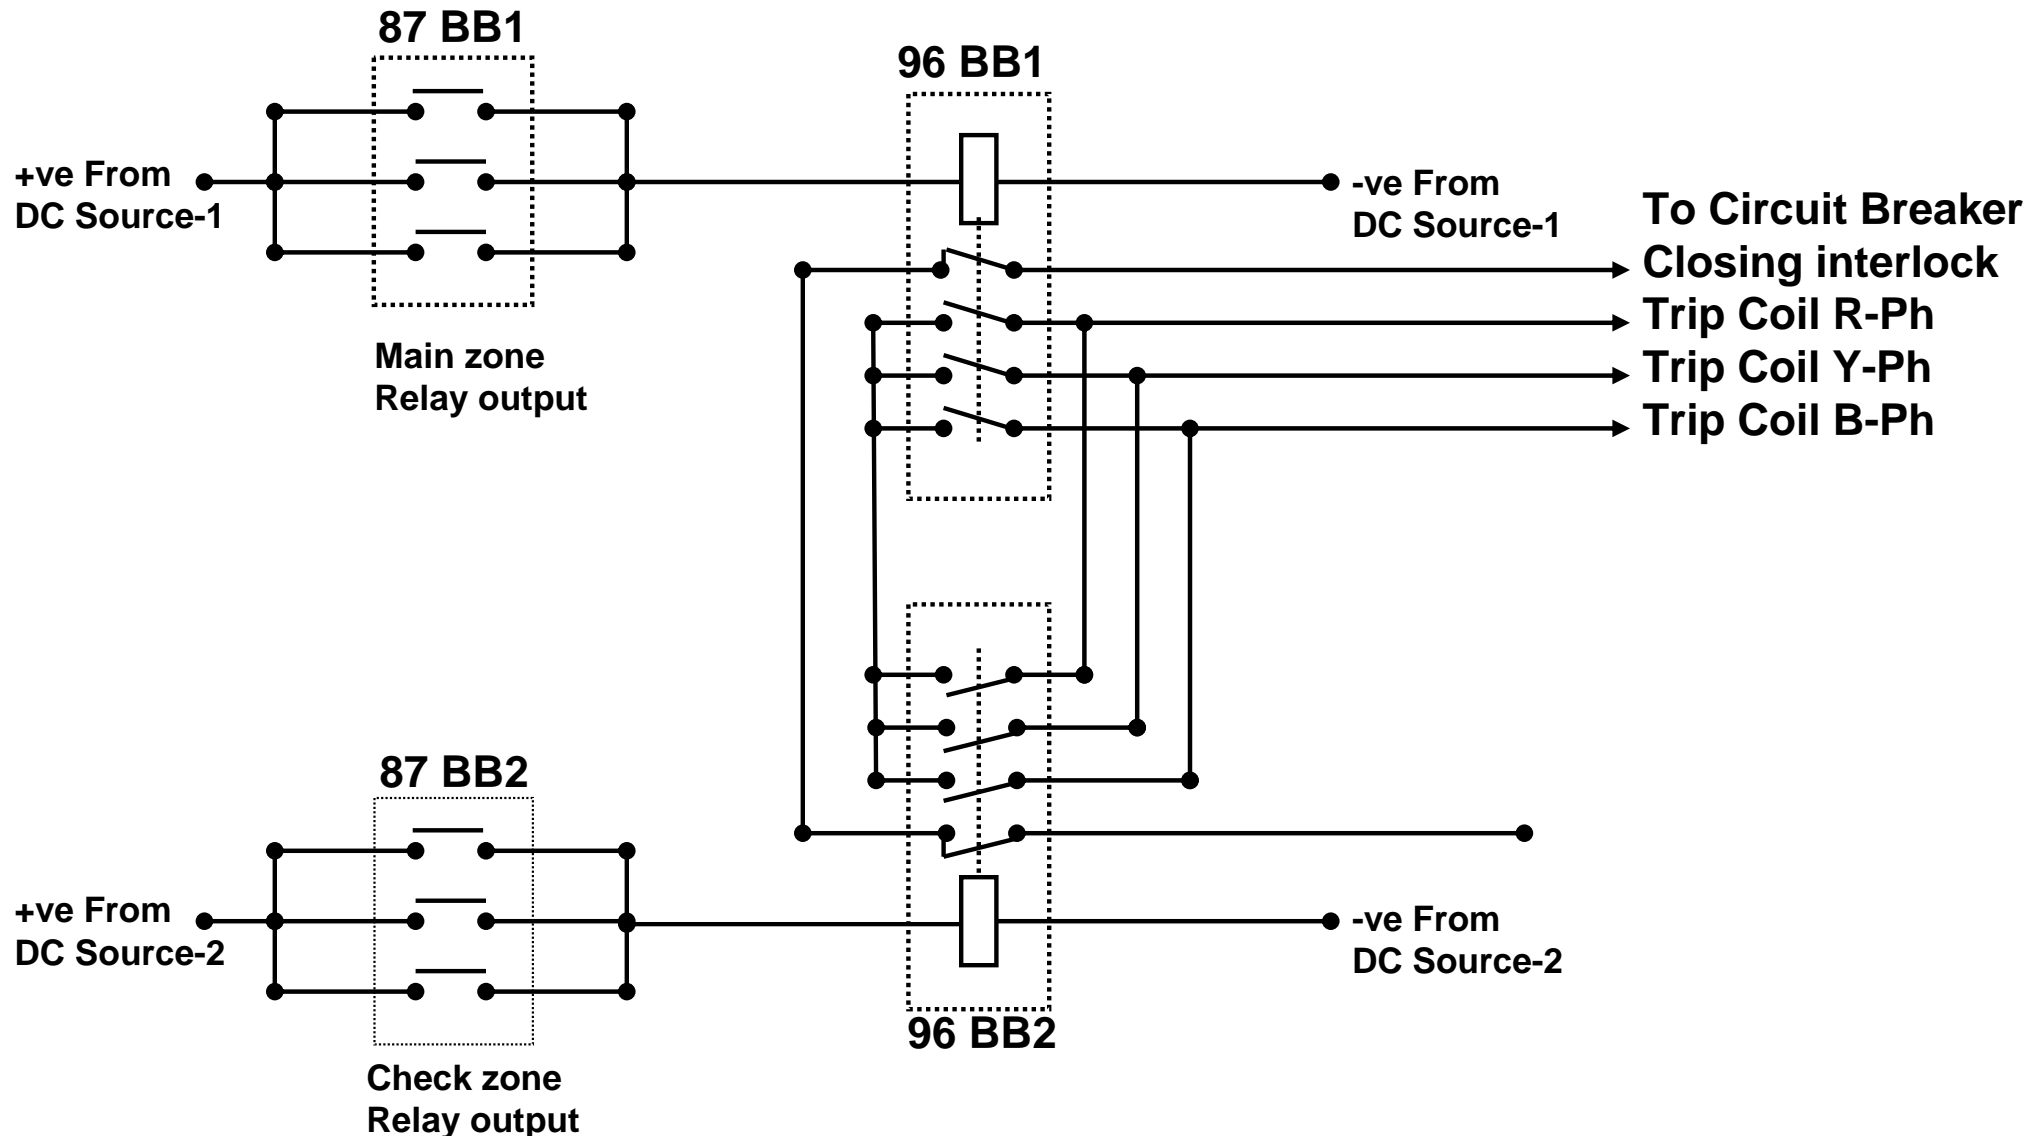 87 BB1
96 BB1
+ve From
DC Source-1
-ve From
DC Source-1
To Circuit Breaker
Closing interlock
Trip Coil R-Ph
Trip Coil Y-Ph
Trip Coil B-Ph
Main zone
Relay output
87 BB2
+ve From
DC Source-2
-ve From
DC Source-2
96 BB2
Check zone
Relay output